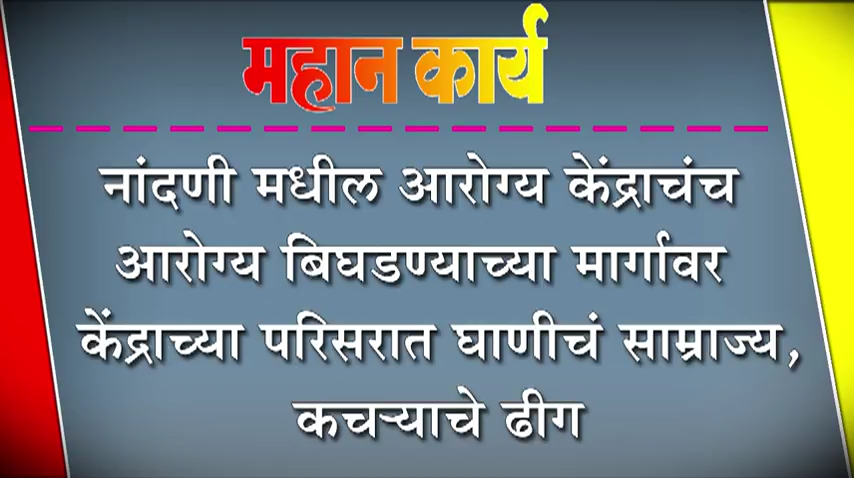 महान कार्य
नांदणी मधील आरोग्य केंद्राचंच
आरोग्य बिघडण्याच्या मार्गावर
केंद्राच्या परिसरात घाणीचं साम्राज्य,
कचऱ्याचे ढीग